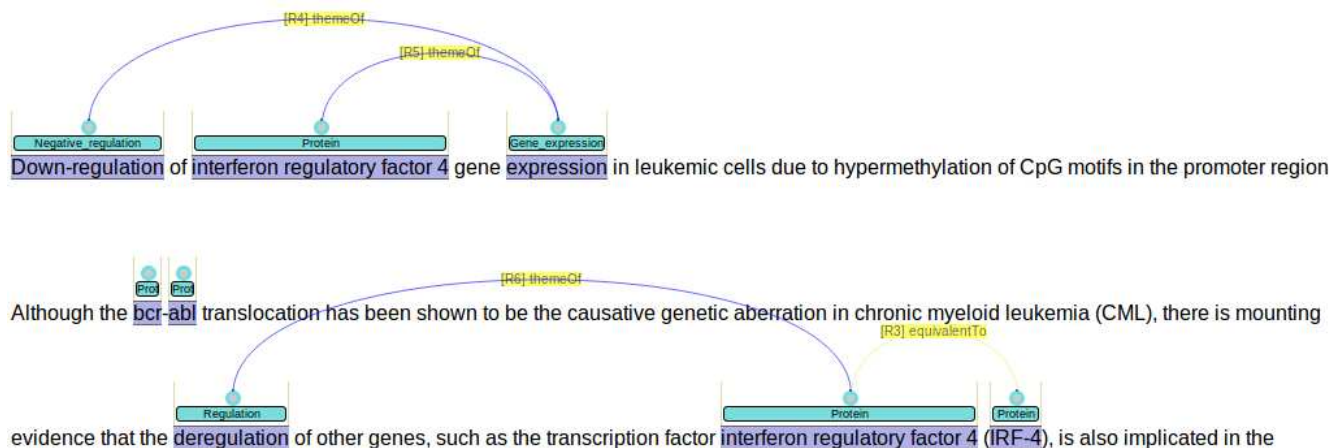 [R4] themeOf
[R5] themeOf
Negative_regulation Protein Gene_expression
Down-regulation of interferon regulatory factor 4 gene expression in leukemic cells due to hypermethylation of CpG motifs in the promoter region
[R6] themeOf
Prot Prot
Although the bcr-abl translocation has been shown to be the causative genetic aberration in chronic myeloid leukemia (CML), there is mounting
[R3] equivalentTo
Regulation Protein Protein
evidence that the deregulation of other genes, such as the transcription factor interferon regulatory factor 4 (IRF-4), is also implicated in the